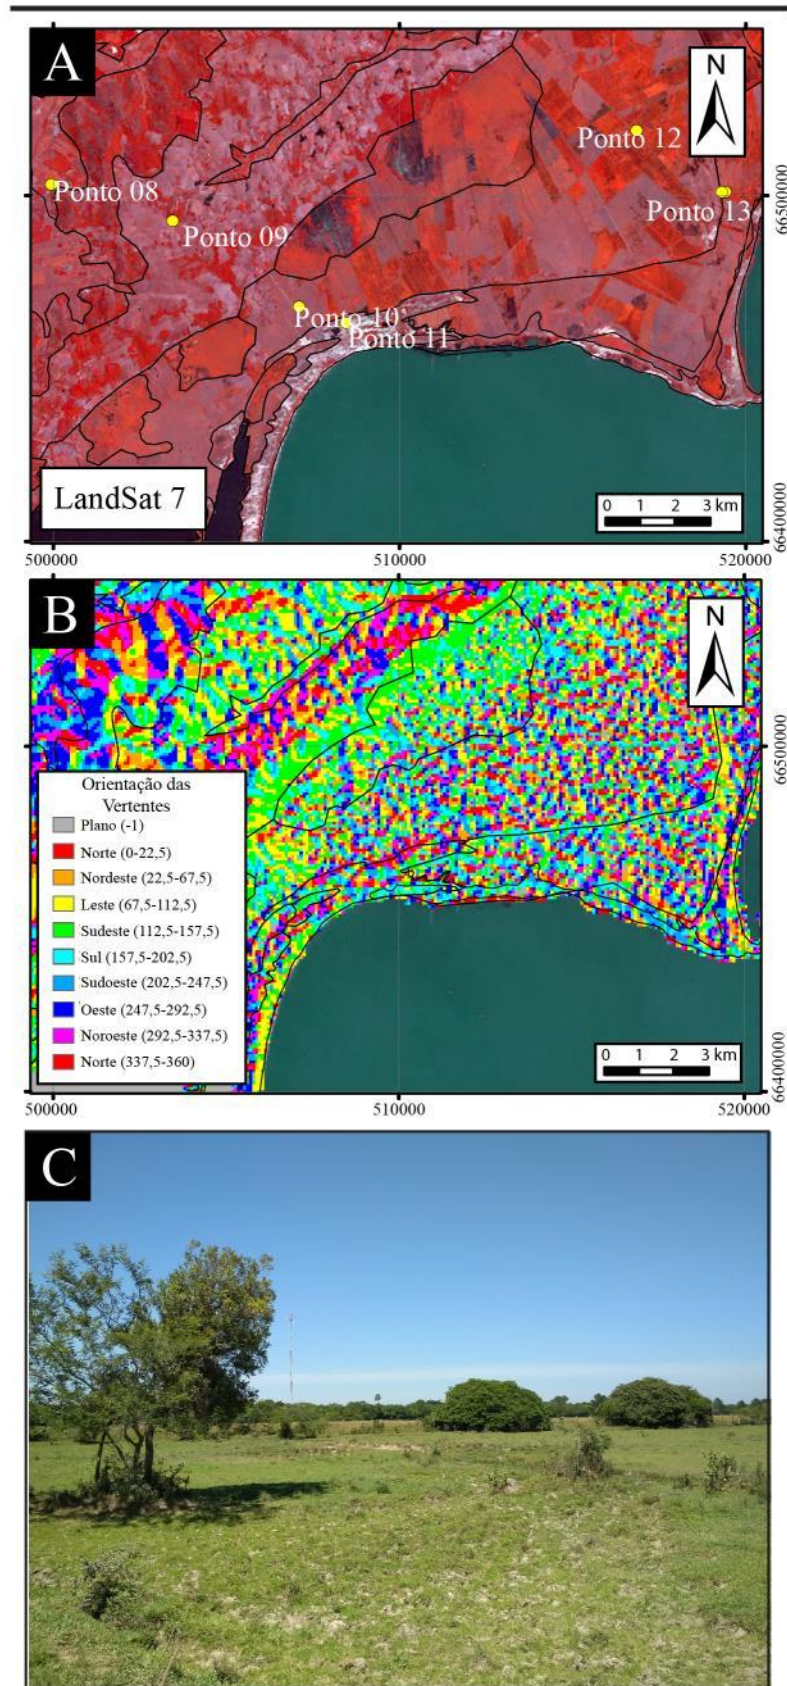 A
N
Ponto 12
Ponto 08
Ponto 13
Ponto 09
Ponto 10
Ponto 11
LandSat 7
0 1 2 3 km
66500000
66400000
500000
510000
520000
B
N
Orientação das
Vertentes
Plano (-1)
Norte (0-22,5)
Nordeste (22,5-67,5)
Leste (67,5-112,5)
Sudeste (112,5-157,5)
Sul (157,5-202,5)
Sudoeste (202,5-247,5)
Oeste (247,5-292,5)
Noroeste (292,5-337,5)
Norte (337,5-360)
0 1 2 3 km
66500000
66400000
500000
510000
520000
C